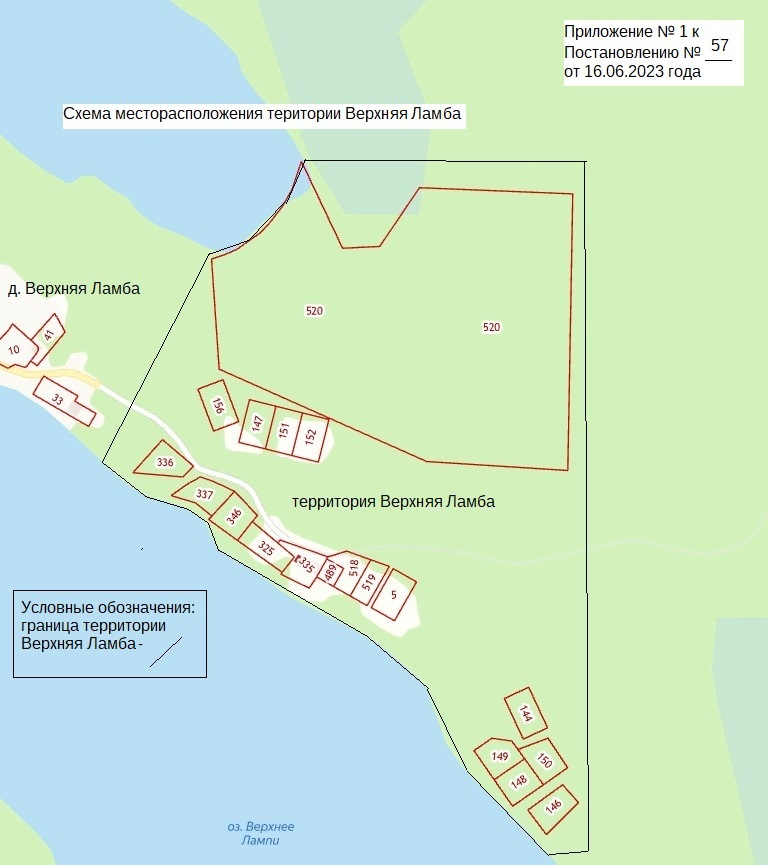 Приложение № 1 к
Постановлению № 57
от 16.06.2023 года
Схема месторасположения територии Верхняя Ламба
д. Верхняя Ламба
520
520
41
10
33
156
147
151
152
336
территория Верхняя Ламба
337
346
325
335
489
518
519
5
Условные обозначения:
граница территории
Верхняя Ламба-
144
149
150
148
146
оз. Верхнее
Лампи